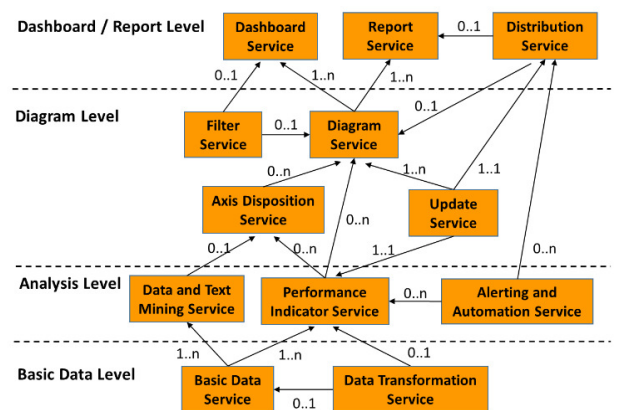 Dashboard / Report Level
Dashboard
Service
Report
Service
0..1
Distribution
Service
0..1
1..n
1..n
0..1
Diagram Level
Filter
Service
0..1
Diagram
Service
0..n
1..n
1..1
Axis Disposition
Service
0..n
Update
Service
0..1
0..n
1..1
0..n
Analysis Level
Data and Text
Mining Service
Performance
Indicator Service
0..n
Alerting and
Automation Service
1..n
1..n
0..1
Basic Data Level
Basic Data
Service
0..1
Data Transformation
Service